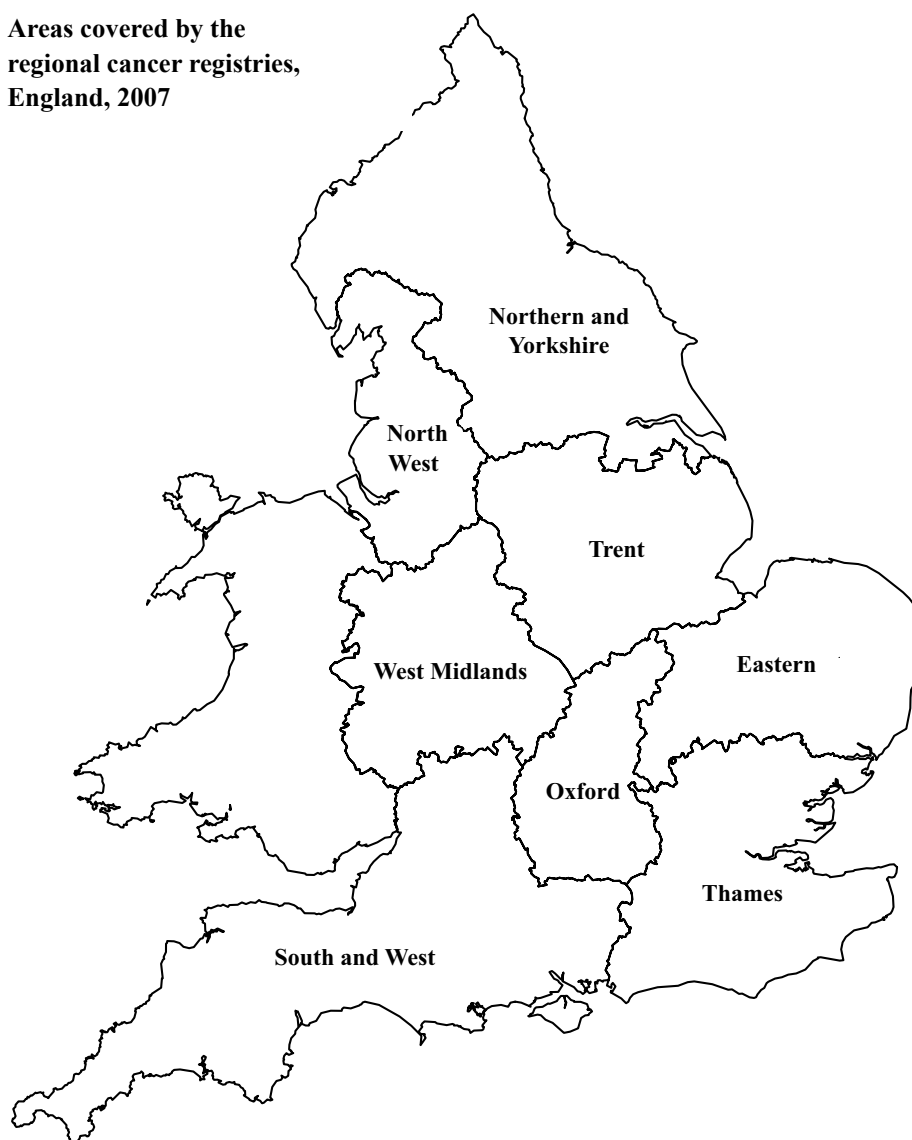 Areas covered by the
regional cancer registries,
England, 2007
Northern and
Yorkshire
North
West
Trent
West Midlands
Eastern
Oxford
Thames
South and West